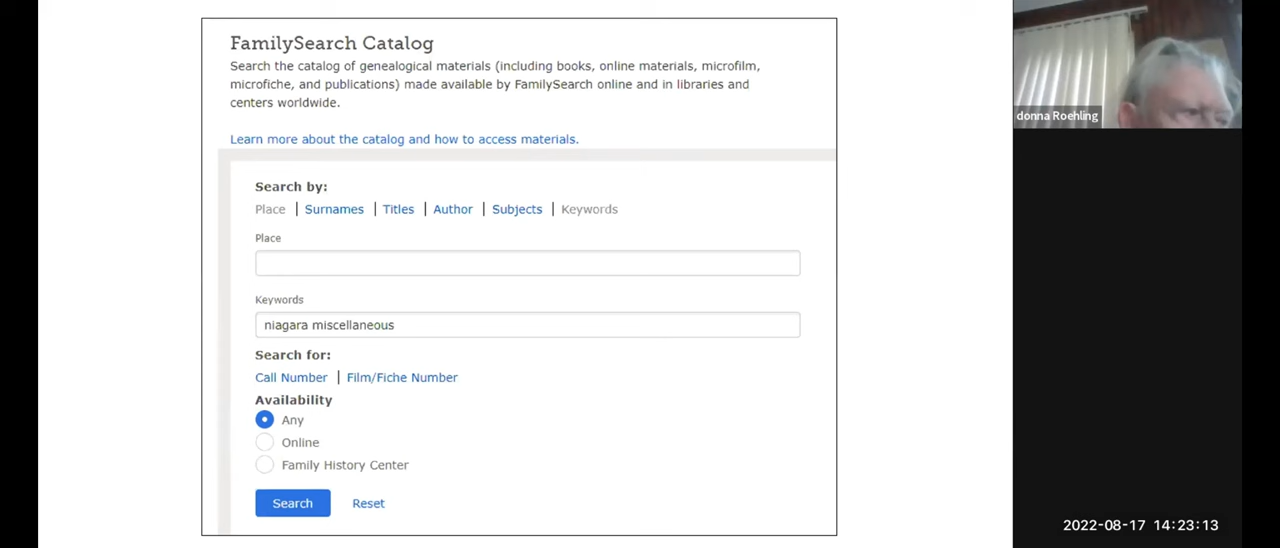 FamilySearch Catalog
Search the catalog of genealogical materials (including books, online materials, microfilm,
microfiche, and publications) made available by FamilySearch online and in libraries and
centers worldwide.
Learn more about the catalog and how to access materials.
Search by:
Place | Surnames | Titles | Author | Subjects | Keywords
Place
Keywords
niagara miscellaneous
Search for:
Call Number | Film/Fiche Number
Availability
Any
Online
Family History Center
Search Reset
donna Roehling
2022-08-17 14:23:13